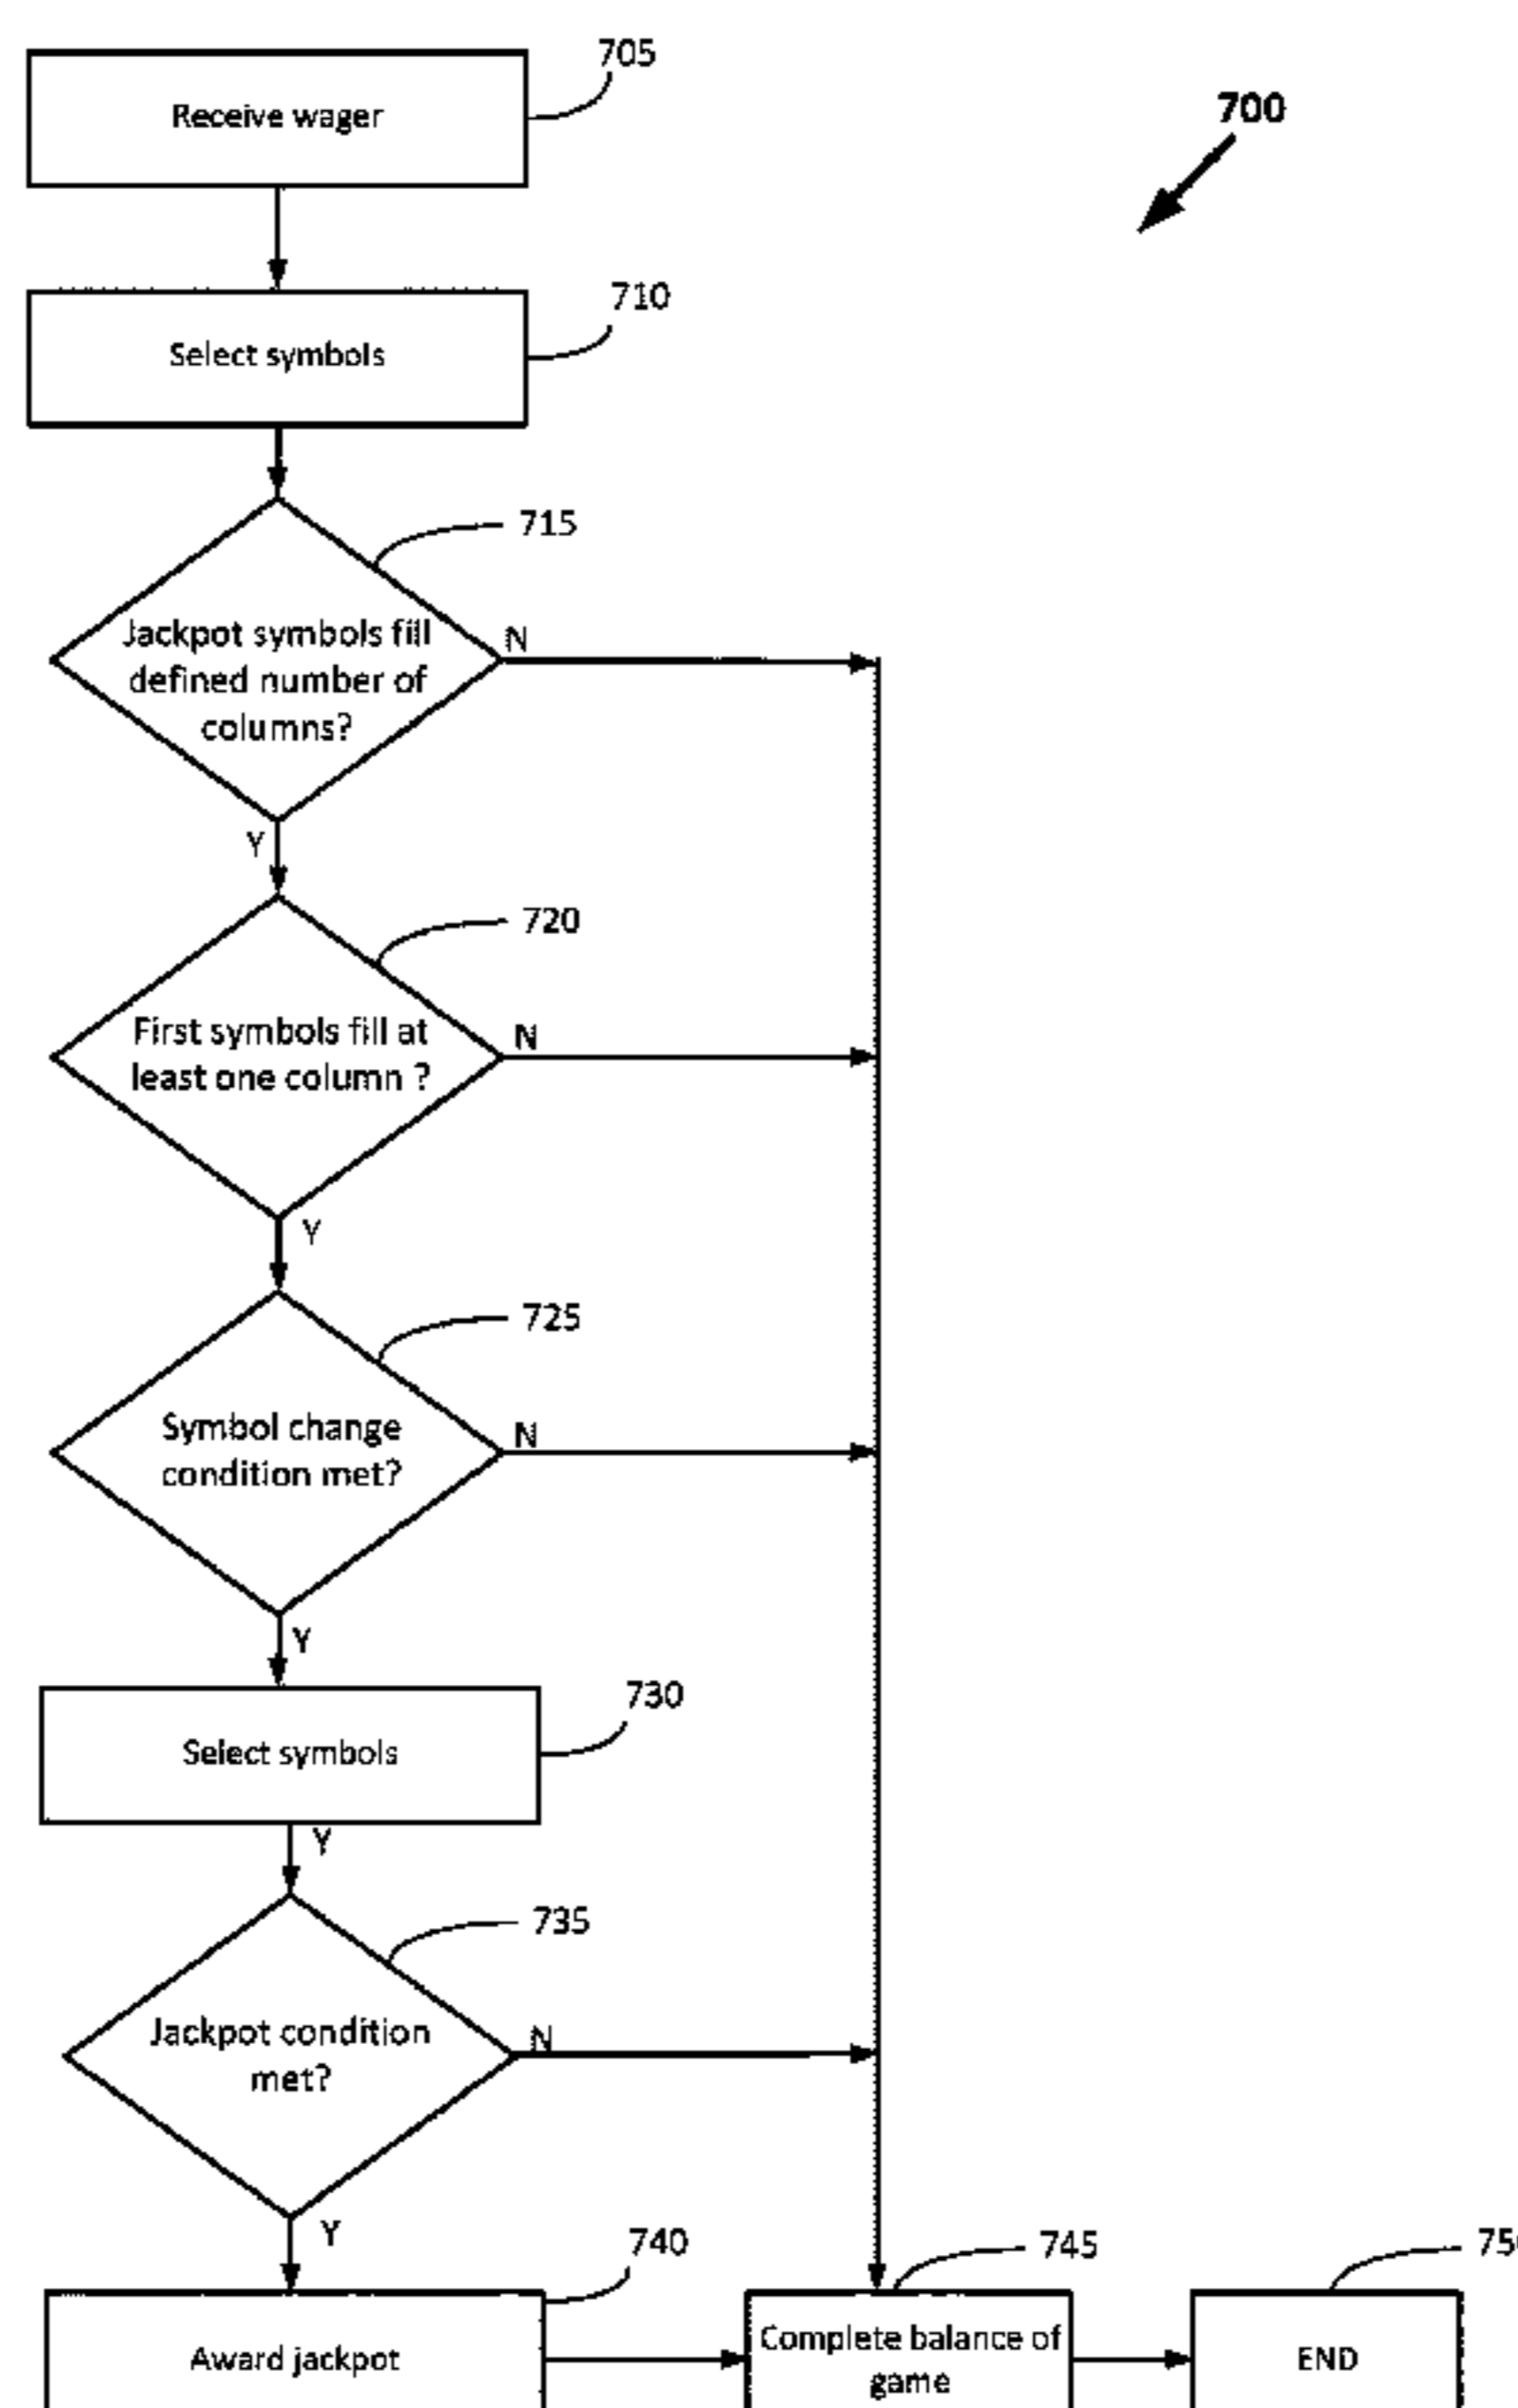 705
Receive wager
700
710
Select symbols
715
Jackpot symbols fill
defined number of
columns?
N
Y
720
First symbols fill at
least one column ?
N
Y
725
Symbol change
condition met?
N
Y
730
Select symbols
Y
735
Jackpot condition
met?
N
Y
740
745
Award jackpot
Complete balance of
game
END